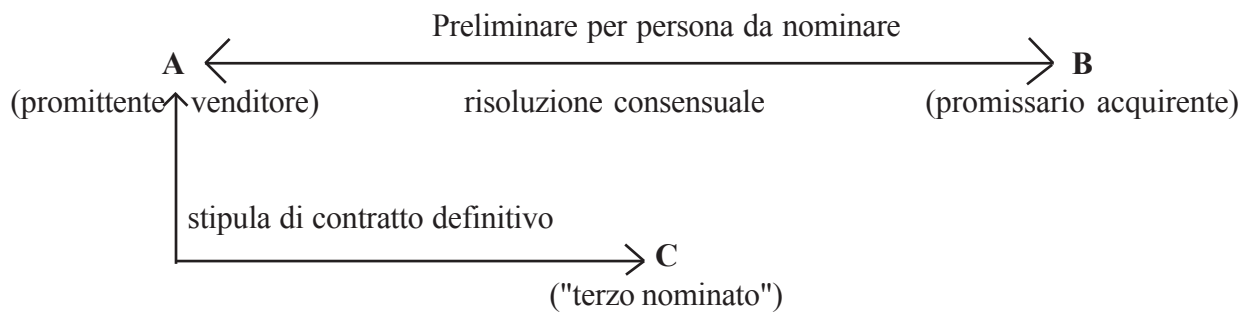 Preliminare per persona da nominare
A B
(promittente venditore) risoluzione consensuale (promissario acquirente)
stipula di contratto definitivo
C
("terzo nominato")